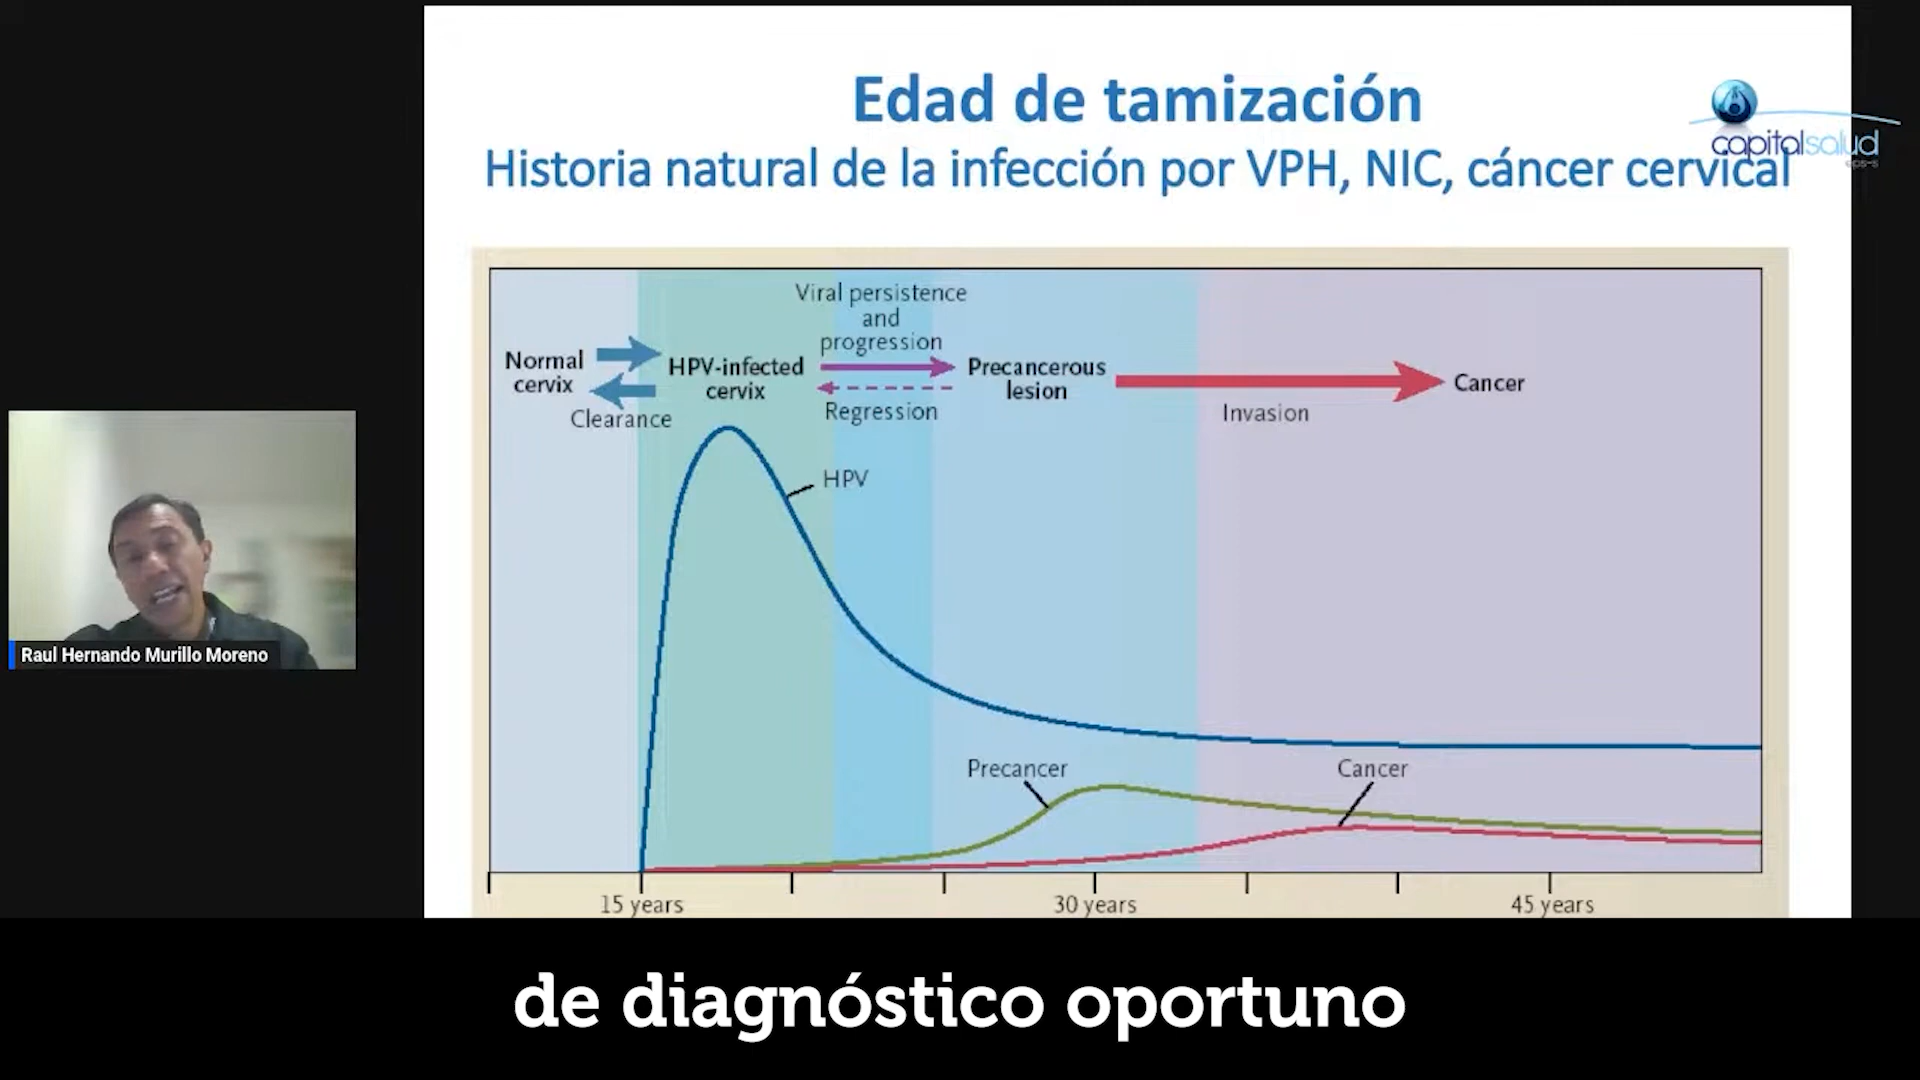 Edad de tamización
Historia natural de la infección por VPH, NIC, cáncer cervical
capitalsalud
eps-s
Viral persistence
and
progression
Normal
cervix
HPV-infected
cervix
Precancerous
lesion
Cancer
Clearance
Regression
Invasion
HPV
Precancer
Cancer
15 years
30 years
45 years
Raul Hernando Murillo Moreno
de diagnóstico oportuno